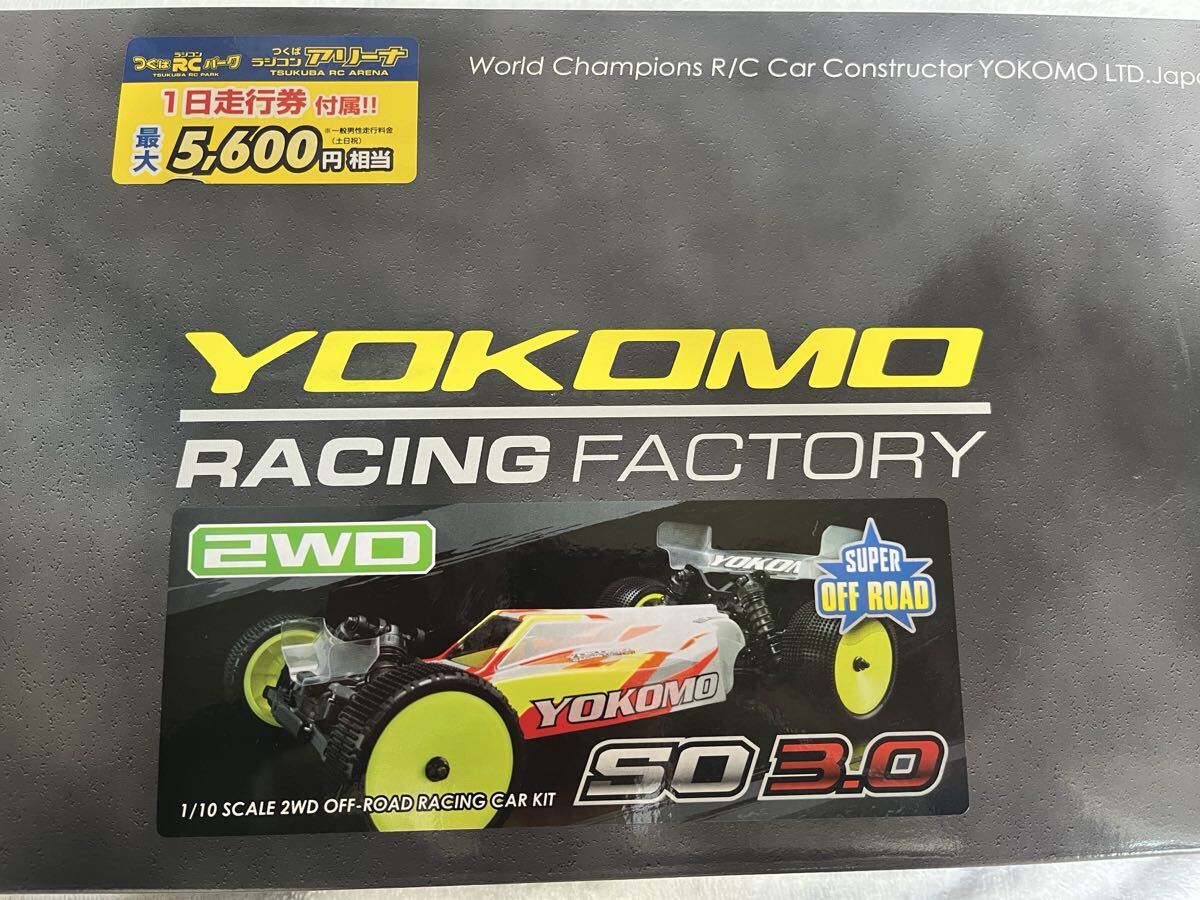 ラジコン
つくばRCパーク
TSUKUBA RC PARK
つくば
ラジコン アリーナ
TSUKUBA RC ARENA
1日走行券 付属!!
最大 5,600円相当
※一般男性走行料金
(土日祝)
World Champions R/C Car Constructor YOKOMO LTD.Japa
YOKOMO
RACING FACTORY
2WD
YOKOM
SUPER
OFF ROAD
YOKOMO
SO 3.0
1/10 SCALE 2WD OFF-ROAD RACING CAR KIT